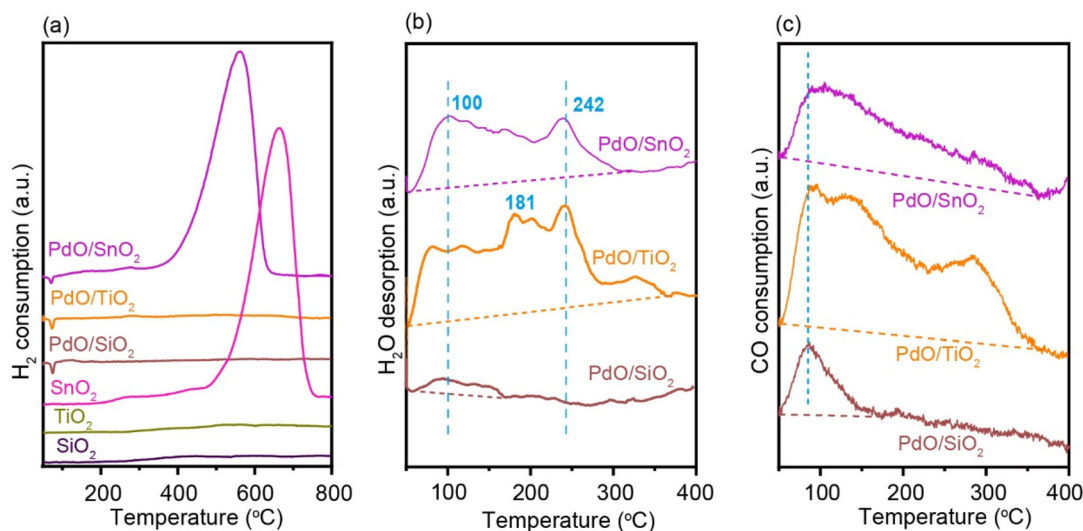 (a)
H₂ consumption (a.u.)
PdO/SnO₂
PdO/TiO₂
PdO/SiO₂
SnO₂
TiO₂
SiO₂
200 400 600 800
Temperature (°C)
(b)
H₂O desorption (a.u.)
100 242
PdO/SnO₂
181
PdO/TiO₂
PdO/SiO₂
100 200 300 400
Temperature (°C)
(c)
CO consumption (a.u.)
PdO/SnO₂
PdO/TiO₂
PdO/SiO₂
100 200 300 400
Temperature (°C)